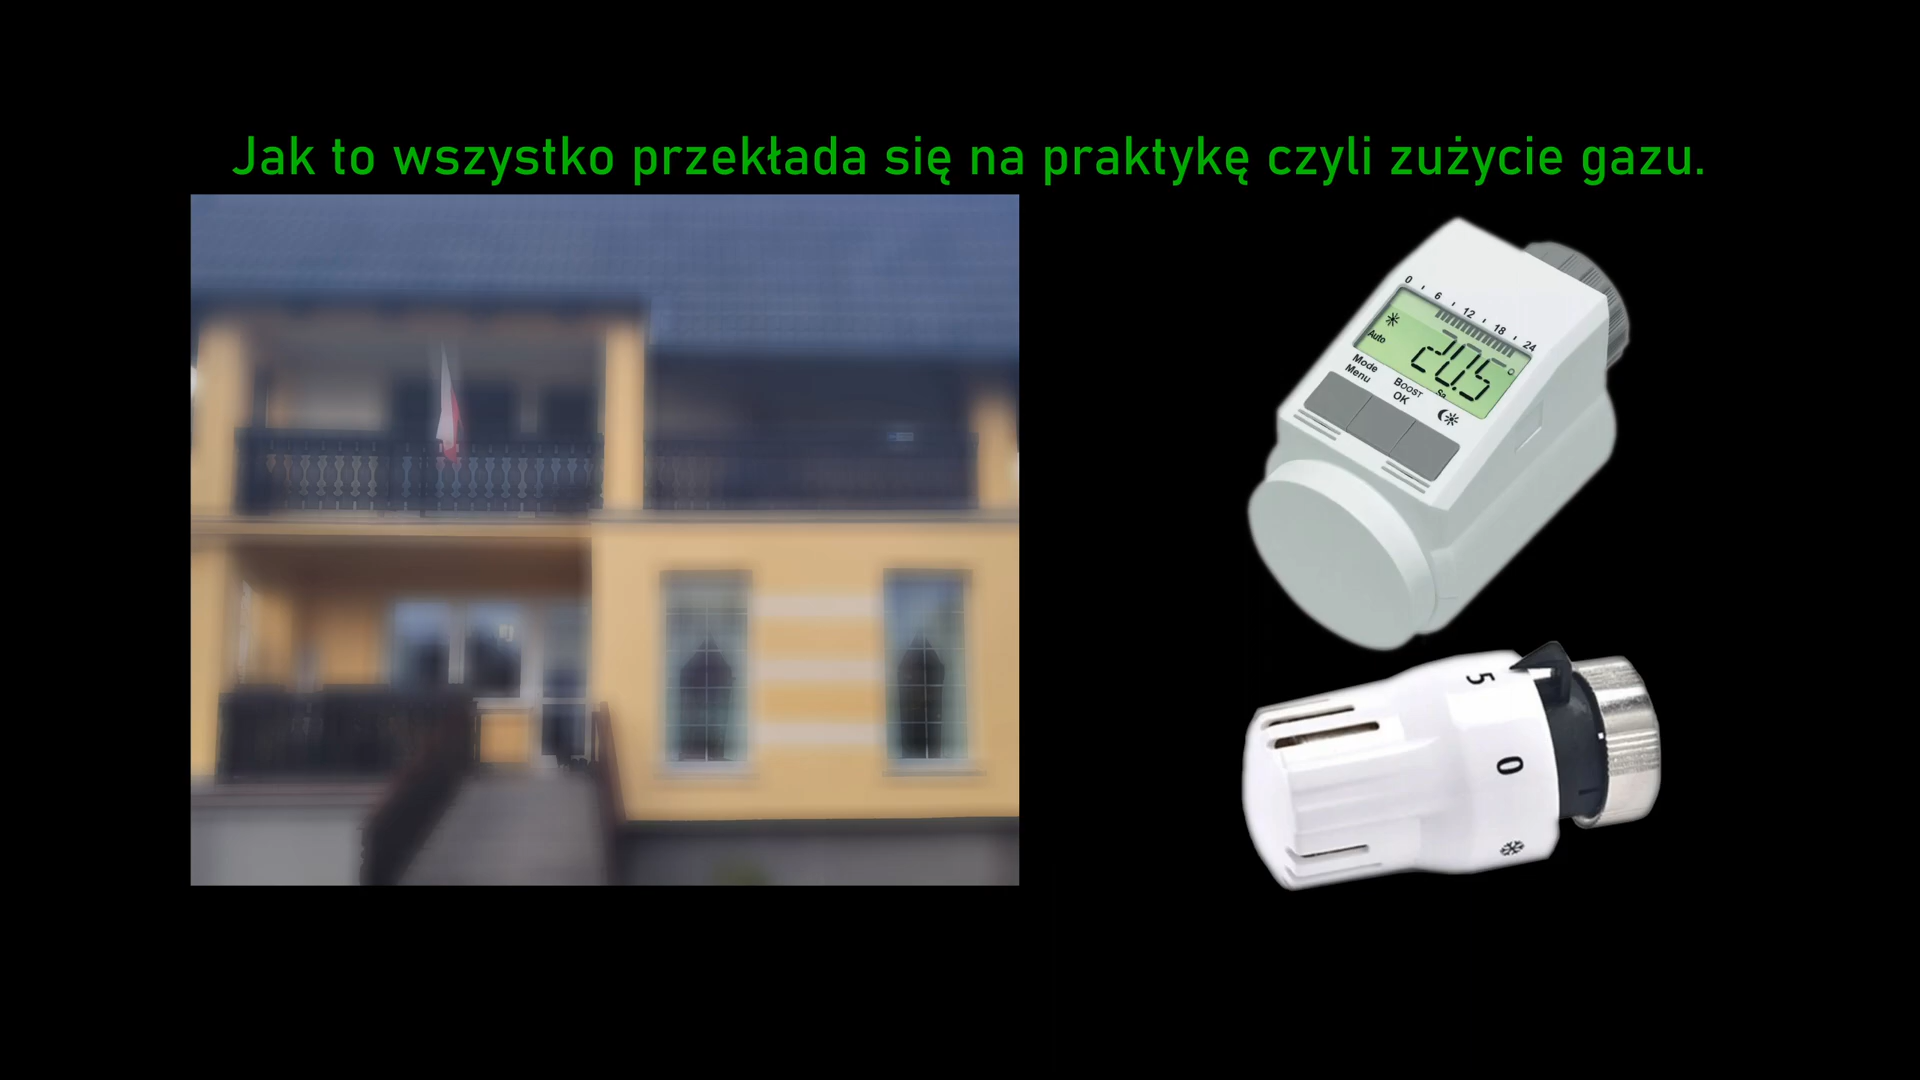 Jak to wszystko przekłada się na praktykę czyli zużycie gazu.
0 6 12 18 24
Auto
20.5
Sa
Mode
Menu
Boost
OK
5
0